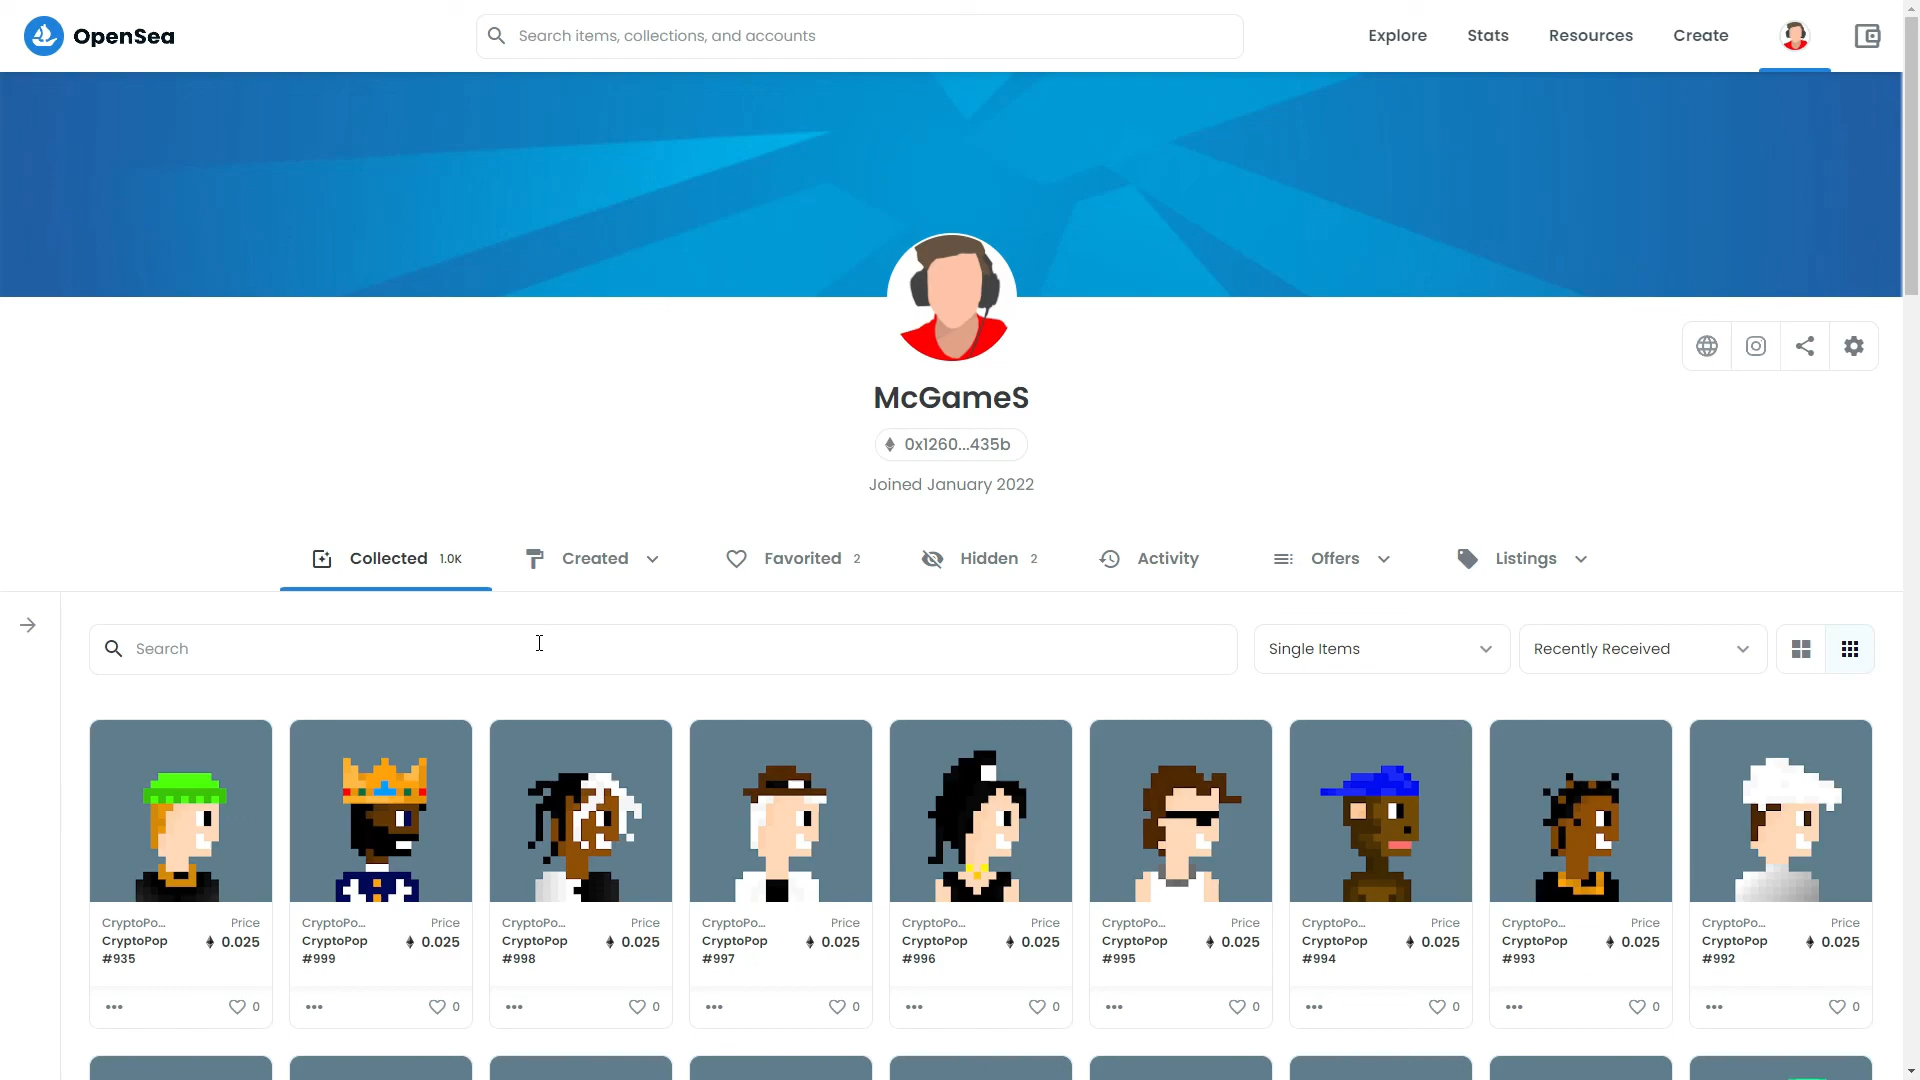 OpenSea
Search items, collections, and accounts
Explore Stats Resources Create
McGameS
0x1260...435b
Joined January 2022
Collected 1.0K Created Favorited 2 Hidden 2 Activity Offers Listings
Search Single Items Recently Received
CryptoPo... Price
CryptoPop 0.025
#935
0
CryptoPo... Price
CryptoPop 0.025
#999
0
CryptoPo... Price
CryptoPop 0.025
#998
0
CryptoPo... Price
CryptoPop 0.025
#997
0
CryptoPo... Price
CryptoPop 0.025
#996
0
CryptoPo... Price
CryptoPop 0.025
#995
0
CryptoPo... Price
CryptoPop 0.025
#994
0
CryptoPo... Price
CryptoPop 0.025
#993
0
CryptoPo... Price
CryptoPop 0.025
#992
0